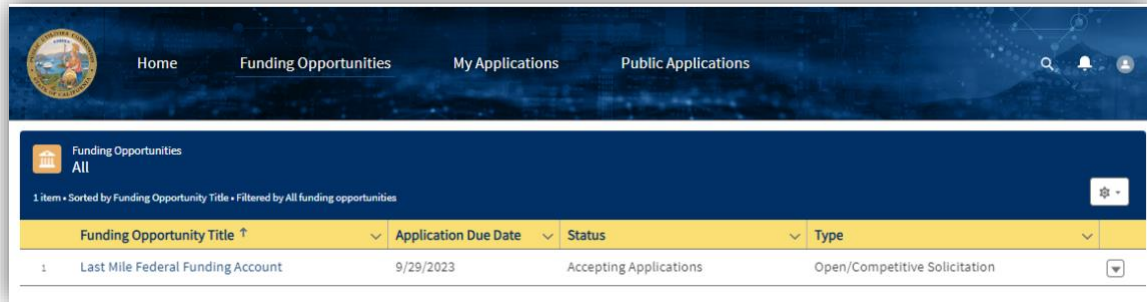 Home Funding Opportunities My Applications Public Applications
Funding Opportunities
All
1 item • Sorted by Funding Opportunity Title • Filtered by All funding opportunities
Funding Opportunity Title ↑ Application Due Date Status Type
1 Last Mile Federal Funding Account 9/29/2023 Accepting Applications Open/Competitive Solicitation